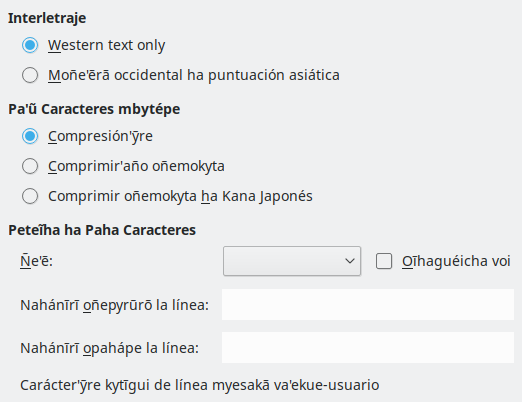 Interletraje
Western text only
Moñe'ẽrã occidental ha puntuación asiática
Pa'ũ Caracteres mbytépe
Compresión'ỹre
Comprimir'año oñemokyta
Comprimir oñemokyta ha Kana Japonés
Peteĩha ha Paha Caracteres
Ñe'ẽ:
Oĩhaguéicha voi
Nahánĩrĩ oñepyrũrõ la línea:
Nahánĩrĩ opahápe la línea:
Carácter'ỹre kytĩgui de línea myesakã va'ekue-usuario